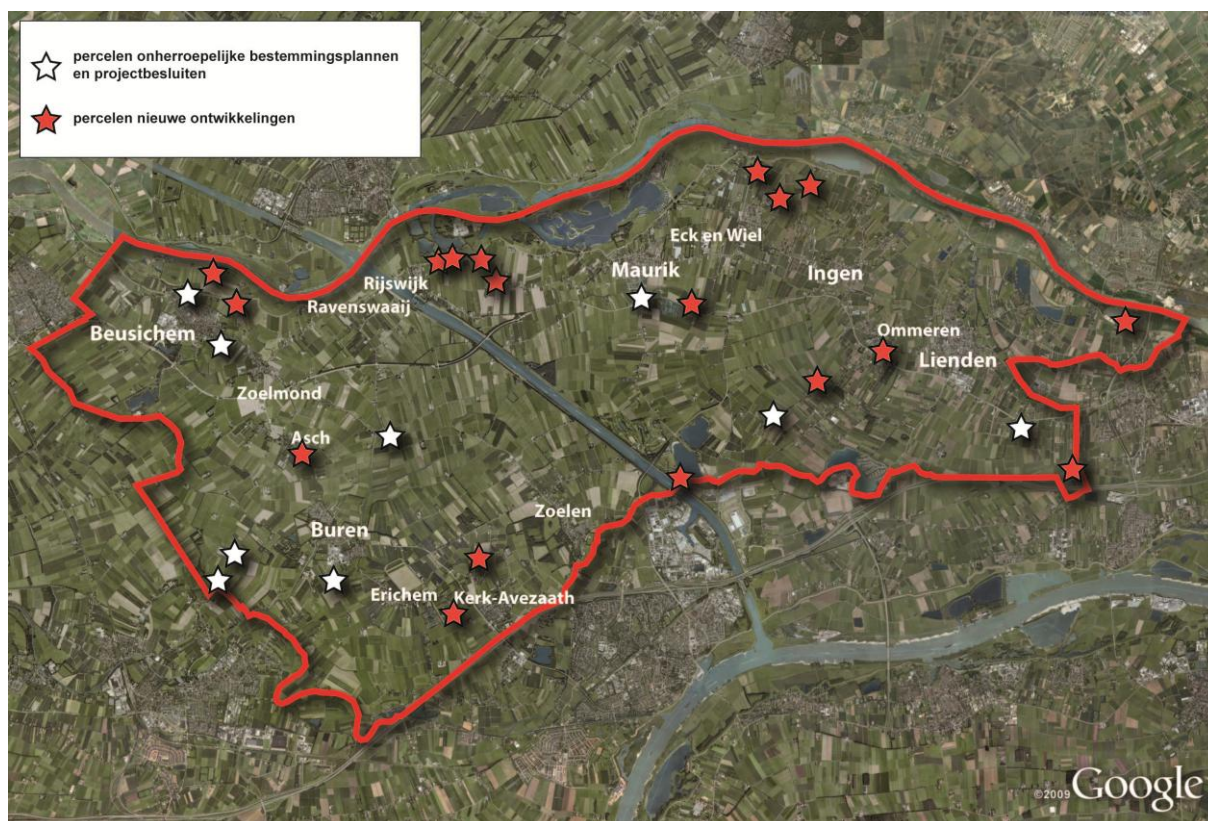 percelen onherroepelijke bestemmingsplannen
en projectbesluiten
percelen nieuwe ontwikkelingen
Eck en Wiel
Maurik
Ingen
Rijswijk
Ravenswaaij
Beusichem
Ommeren
Lienden
Zoelmond
Asch
Zoelen
Buren
Erichem
Kerk-Avezaath
©2009 Google